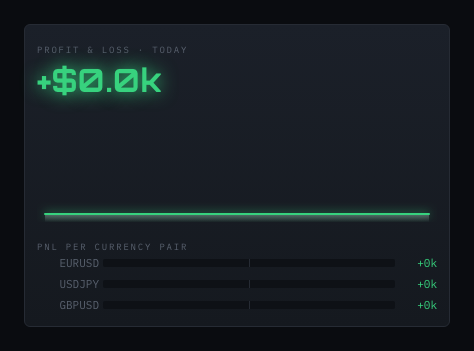 PROFIT & LOSS · TODAY
+$0.0k
PNL PER CURRENCY PAIR
EURUSD +0k
USDJPY +0k
GBPUSD +0k